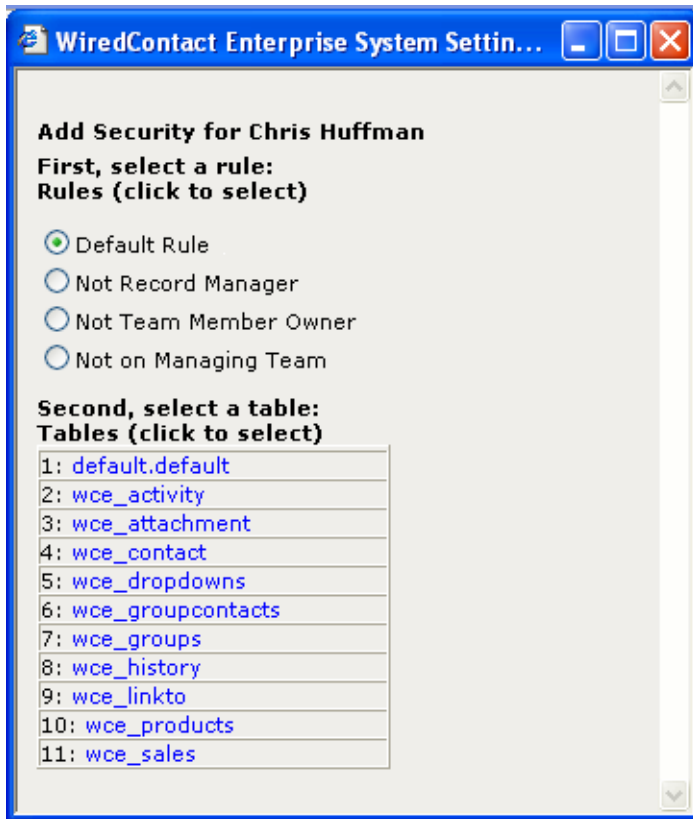 WiredContact Enterprise System Settin...
Add Security for Chris Huffman
First, select a rule:
Rules (click to select)
Default Rule
Not Record Manager
Not Team Member Owner
Not on Managing Team
Second, select a table:
Tables (click to select)
1: default.default
2: wce_activity
3: wce_attachment
4: wce_contact
5: wce_dropdowns
6: wce_groupcontacts
7: wce_groups
8: wce_history
9: wce_linkto
10: wce_products
11: wce_sales